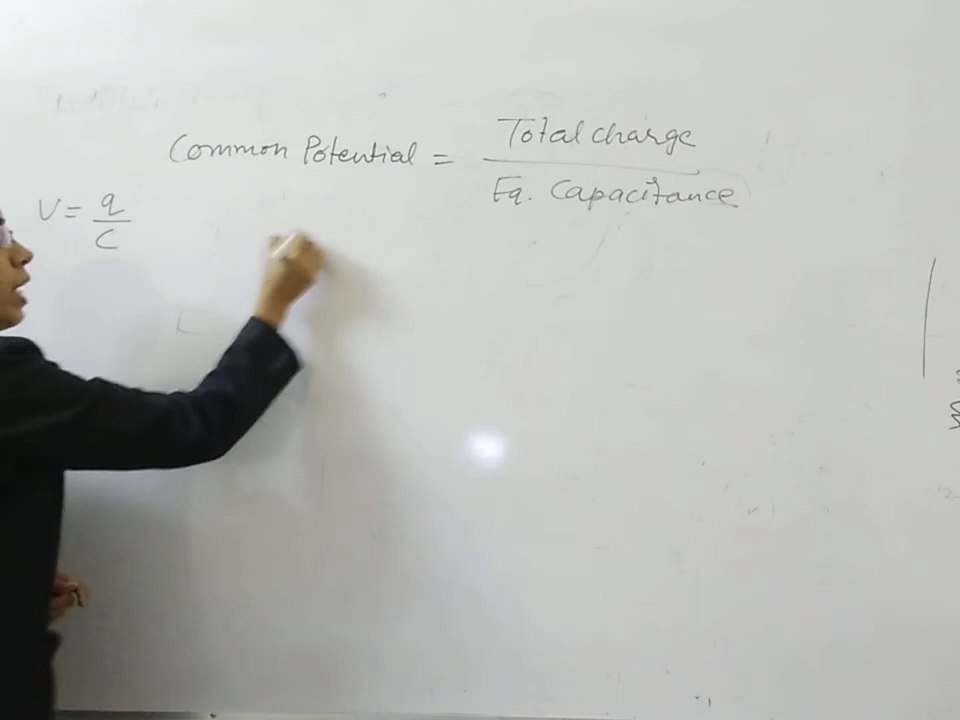 Common Potential = Total charge / Eq. Capacitance
V = q / C